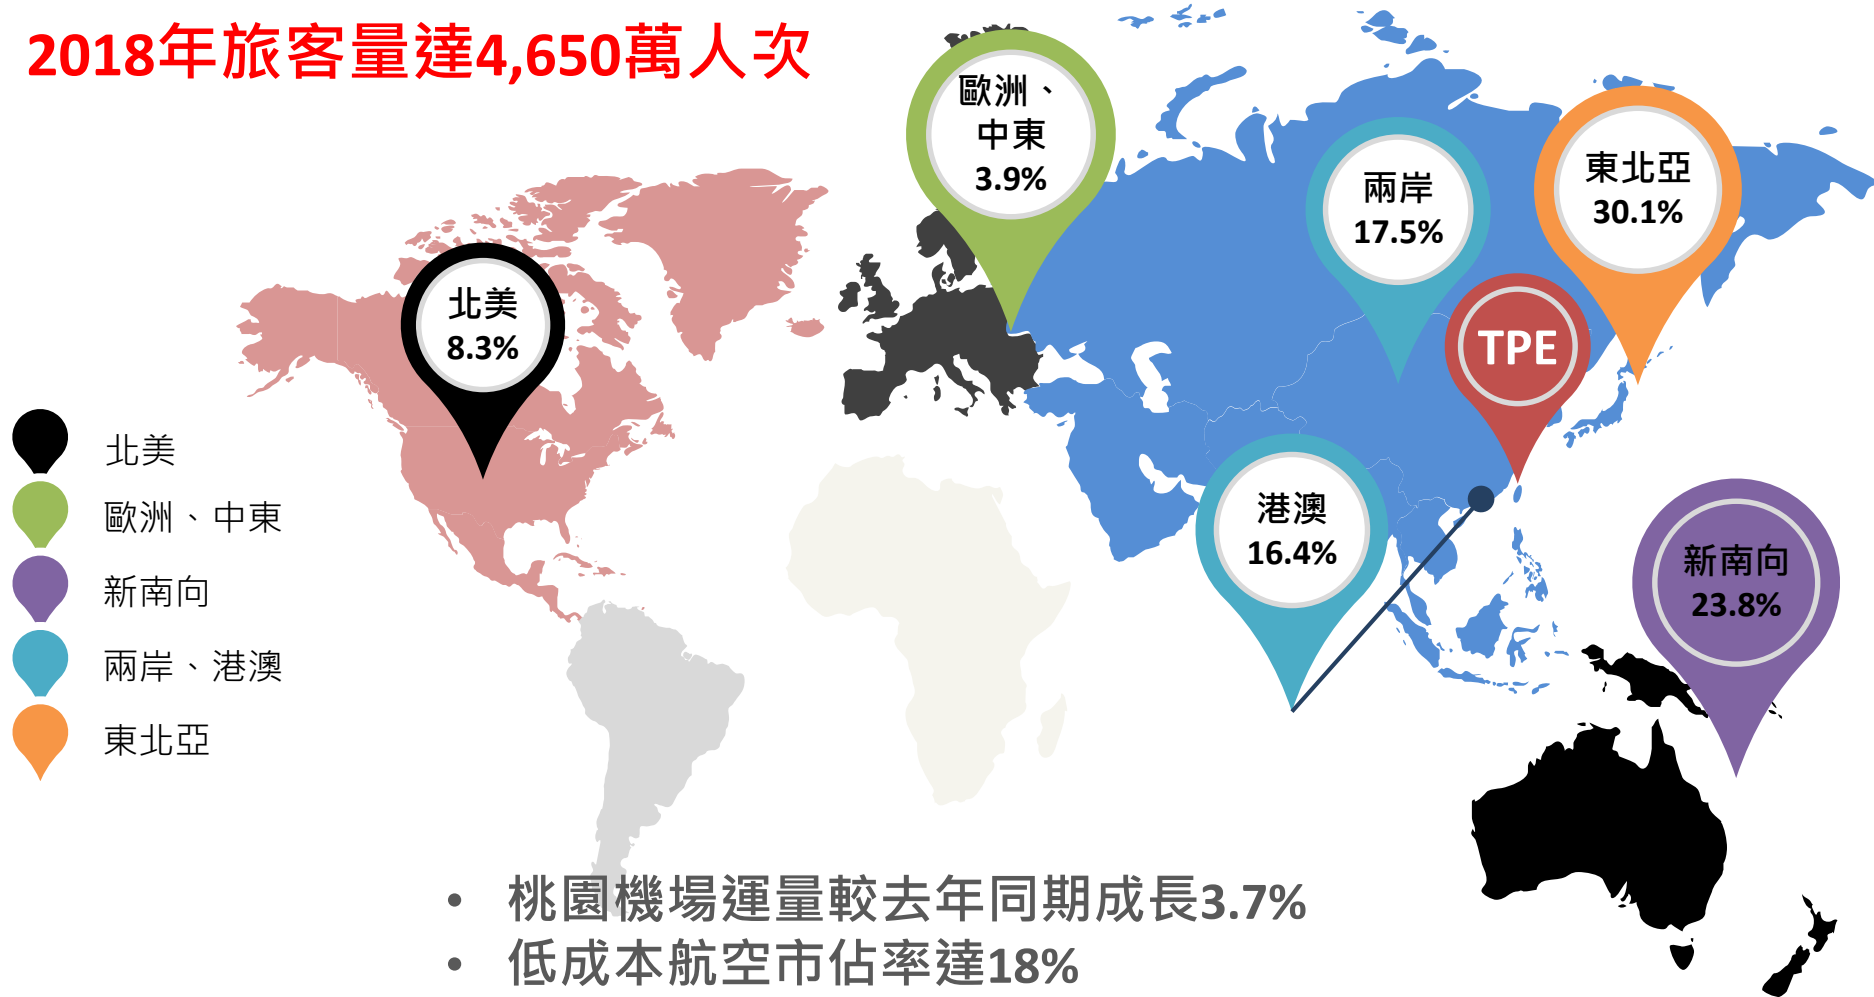 2018年旅客量達4,650萬人次
歐洲、
中東
3.9%
兩岸
17.5%
東北亞
30.1%
北美
8.3%
TPE
港澳
16.4%
新南向
23.8%
北美
歐洲、中東
新南向
兩岸、港澳
東北亞
• 桃園機場運量較去年同期成長3.7%
• 低成本航空市佔率達18%